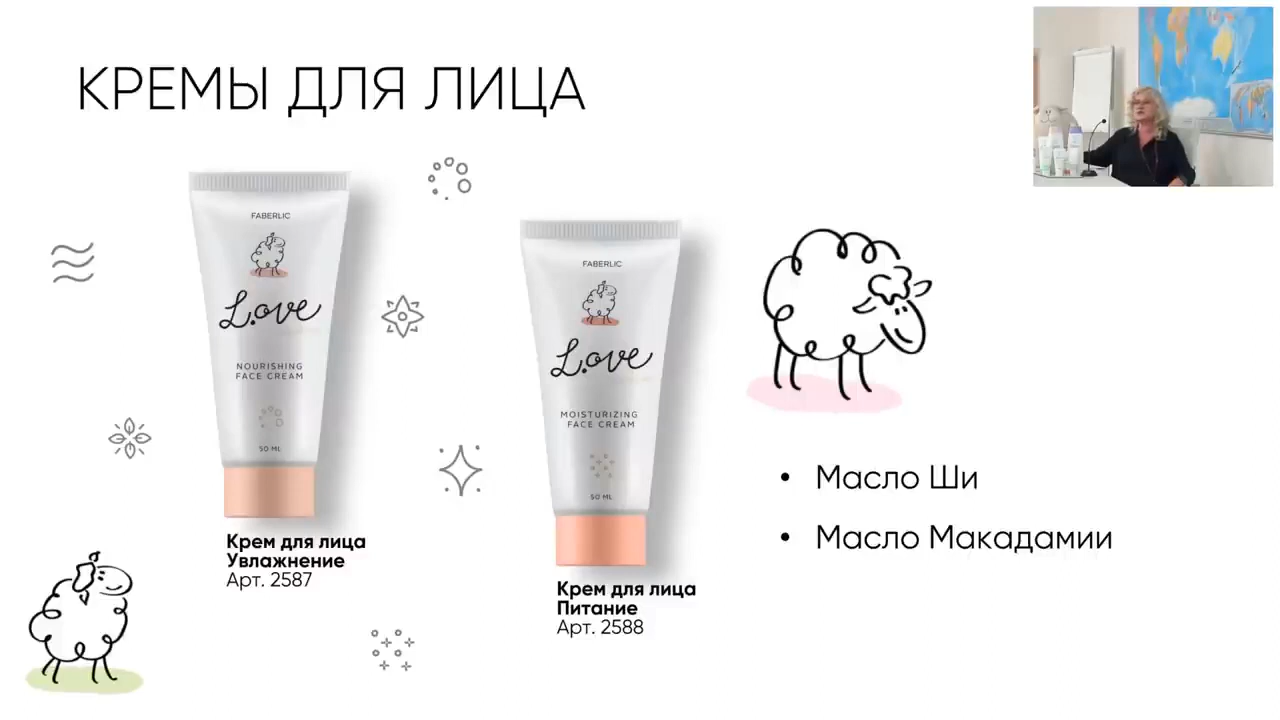 КРЕМЫ ДЛЯ ЛИЦА
FABERLIC
L.ove
NOURISHING
FACE CREAM
50 ML
Крем для лица
Увлажнение
Арт. 2587
FABERLIC
L.ove
MOISTURIZING
FACE CREAM
50 ML
Крем для лица
Питание
Арт. 2588
• Масло Ши
• Масло Макадамии